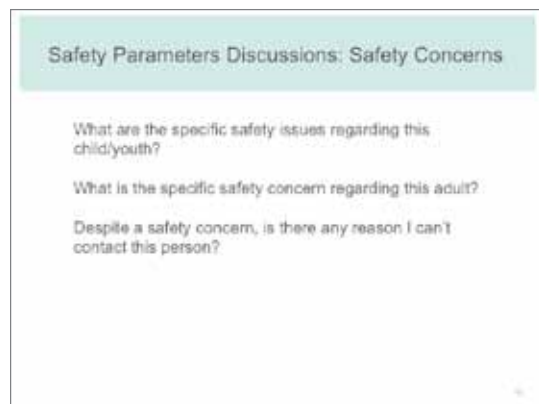 Safety Parameters Discussions: Safety Concerns
What are the specific safety issues regarding this
child/youth?
What is the specific safety concern regarding this adult?
Despite a safety concern, is there any reason I can't
contact this person?